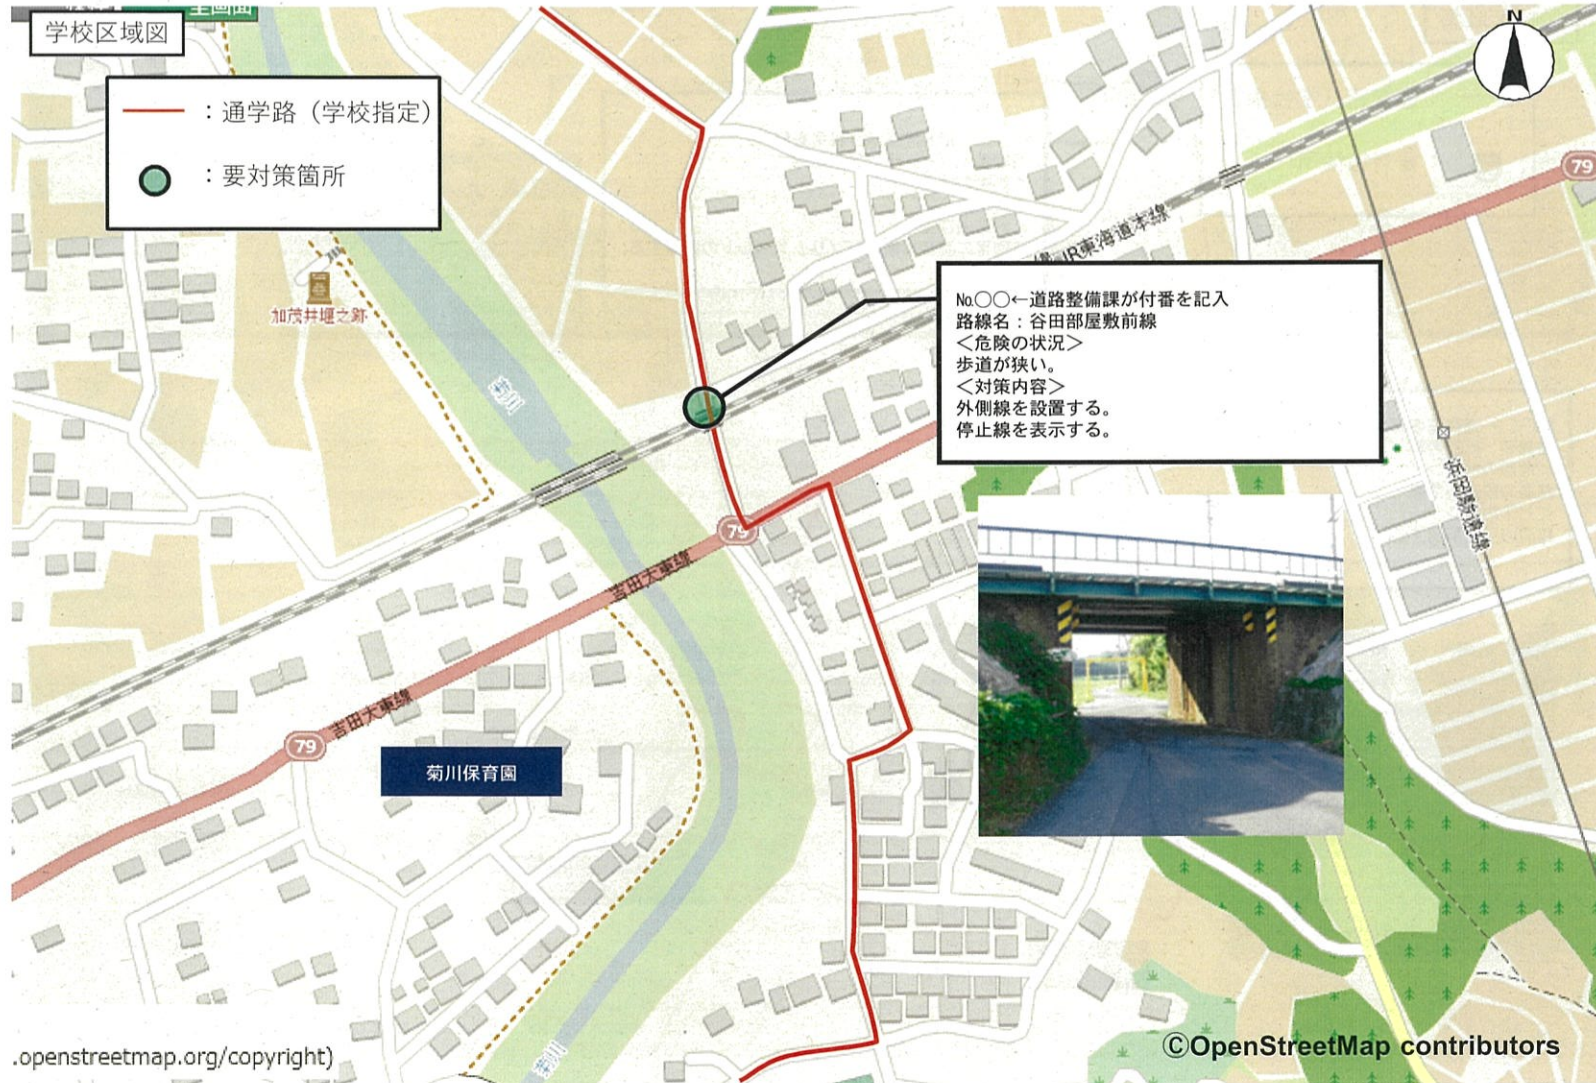 全画面
学校区域図
N
：通学路（学校指定）
：要対策箇所
79
JR東海道本線
加茂井堰之跡
No.○○←道路整備課が付番を記入
路線名：谷田部屋敷前線
＜危険の状況＞
歩道が狭い。
＜対策内容＞
外側線を設置する。
停止線を表示する。
菊川
浜岡駿遠線
79
吉田大東線
吉田大東線
79
菊川保育園
菊川
.openstreetmap.org/copyright)
©OpenStreetMap contributors